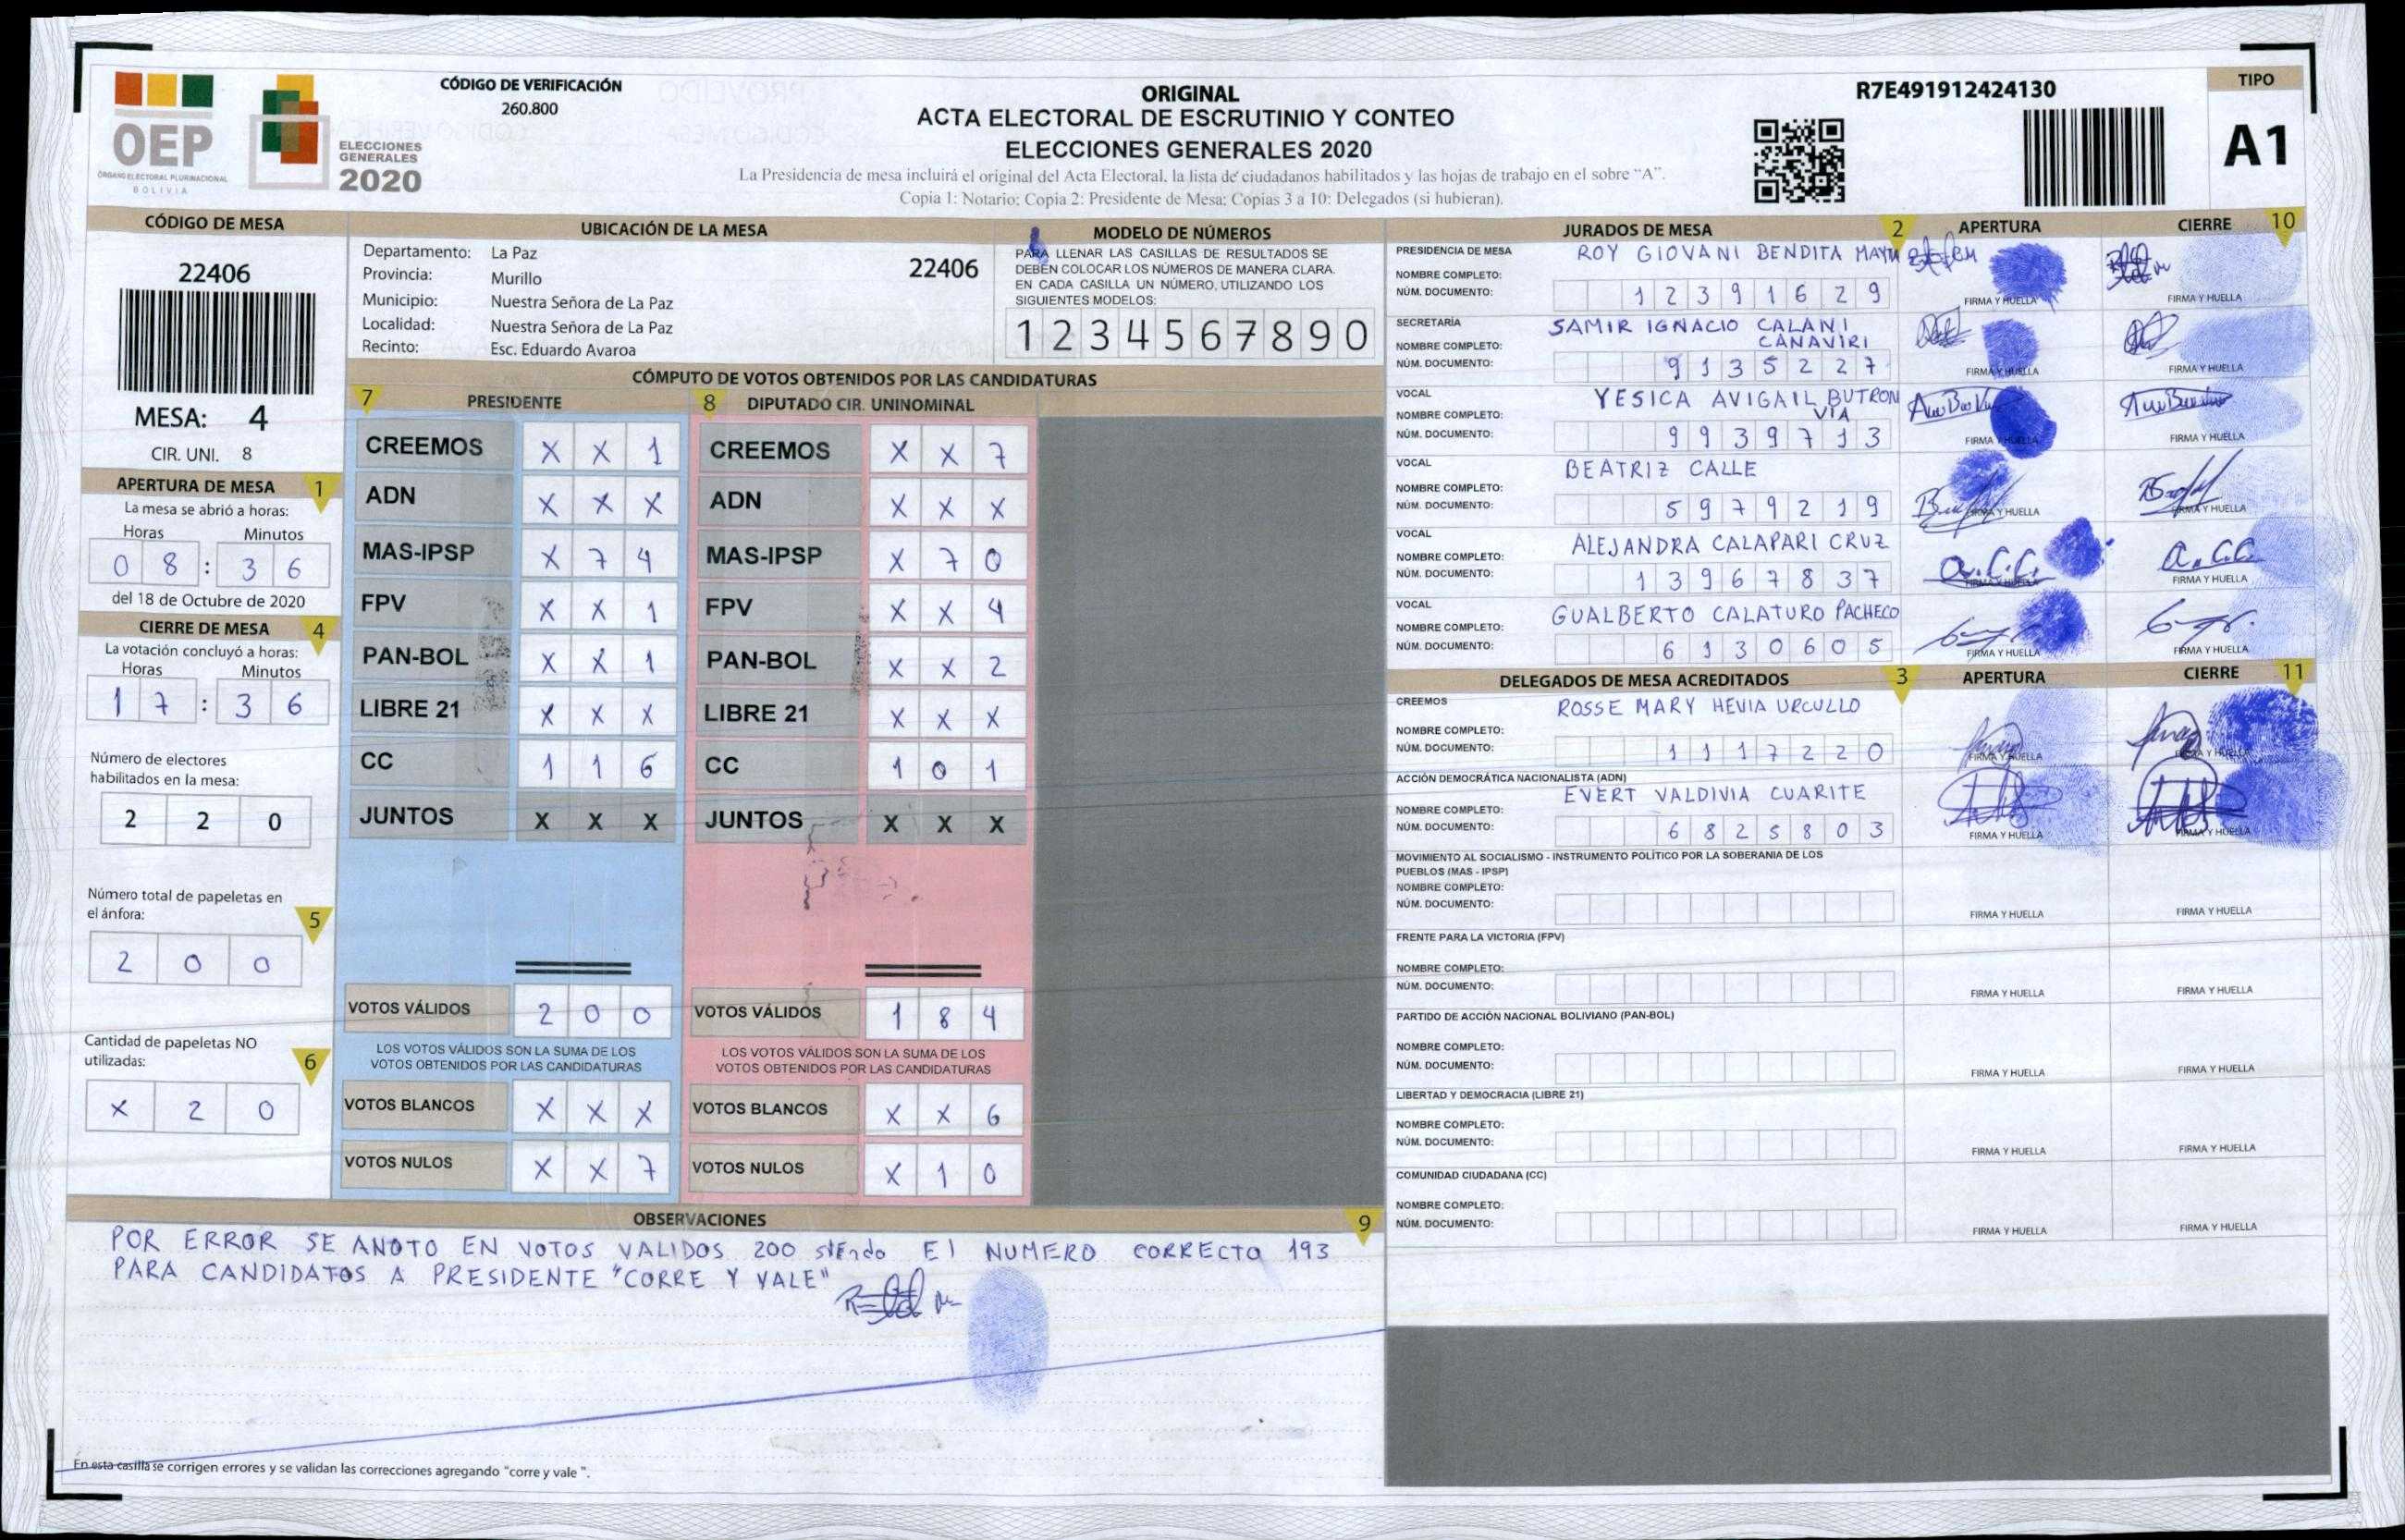 OEP
ÓRGANO ELECTORAL PLURINACIONAL
BOLIVIA
ELECCIONES
GENERALES
2020
CÓDIGO DE VERIFICACIÓN
260.800
ORIGINAL
ACTA ELECTORAL DE ESCRUTINIO Y CONTEO
ELECCIONES GENERALES 2020
La Presidencia de mesa incluirá el original del Acta Electoral, la lista de ciudadanos habilitados y las hojas de trabajo en el sobre “A”.
Copia 1: Notario; Copia 2: Presidente de Mesa; Copias 3 a 10: Delegados (si hubieran).
R7E491912424130
TIPO
A1
CÓDIGO DE MESA
22406
MESA: 4
CIR. UNI. 8
UBICACIÓN DE LA MESA
Departamento: La Paz
Provincia: Murillo
Municipio: Nuestra Señora de La Paz
Localidad: Nuestra Señora de La Paz
Recinto: Esc. Eduardo Avaroa
22406
MODELO DE NÚMEROS
PARA LLENAR LAS CASILLAS DE RESULTADOS SE
DEBEN COLOCAR LOS NÚMEROS DE MANERA CLARA.
EN CADA CASILLA UN NÚMERO, UTILIZANDO LOS
SIGUIENTES MODELOS:
1 2 3 4 5 6 7 8 9 0
APERTURA DE MESA 1
La mesa se abrió a horas:
Horas Minutos
0 8 : 3 6
del 18 de Octubre de 2020
CIERRE DE MESA 4
La votación concluyó a horas:
Horas Minutos
1 7 : 3 6
Número de electores
habilitados en la mesa:
2 2 0
Número total de papeletas en
el ánfora: 5
2 0 0
Cantidad de papeletas NO
utilizadas: 6
X 2 0
CÓMPUTO DE VOTOS OBTENIDOS POR LAS CANDIDATURAS
7 PRESIDENTE
CREEMOS X X 1
ADN X X X
MAS-IPSP X 7 4
FPV X X 1
PAN-BOL X X 1
LIBRE 21 X X X
CC 1 1 6
JUNTOS X X X
VOTOS VÁLIDOS 2 0 0
LOS VOTOS VÁLIDOS SON LA SUMA DE LOS
VOTOS OBTENIDOS POR LAS CANDIDATURAS
VOTOS BLANCOS X X X
VOTOS NULOS X X 7
8 DIPUTADO CIR. UNINOMINAL
CREEMOS X X 7
ADN X X X
MAS-IPSP X 7 0
FPV X X 4
PAN-BOL X X 2
LIBRE 21 X X X
CC 1 0 1
JUNTOS X X X
VOTOS VÁLIDOS 1 8 4
LOS VOTOS VÁLIDOS SON LA SUMA DE LOS
VOTOS OBTENIDOS POR LAS CANDIDATURAS
VOTOS BLANCOS X X 6
VOTOS NULOS X 1 0
OBSERVACIONES 9
POR ERROR SE ANOTO EN VOTOS VALIDOS 200 siEndo El NUMERO CORRECTO 193
PARA CANDIDATOS A PRESIDENTE "CORRE Y VALE"
En esta casilla se corrigen errores y se validan las correcciones agregando "corre y vale ".
JURADOS DE MESA 2 APERTURA CIERRE 10
PRESIDENCIA DE MESA ROY GIOVANI BENDITA MAYTA
NOMBRE COMPLETO:
NÚM. DOCUMENTO: 1 2 3 9 1 6 2 9 FIRMA Y HUELLA FIRMA Y HUELLA
SECRETARÍA SAMIR IGNACIO CALANI
NOMBRE COMPLETO: CANAVIRI
NÚM. DOCUMENTO: 9 1 3 5 2 2 7 FIRMA Y HUELLA FIRMA Y HUELLA
VOCAL YESICA AVIGAIL BUTRON
NOMBRE COMPLETO: VIA
NÚM. DOCUMENTO: 9 9 3 9 7 1 3 FIRMA Y HUELLA FIRMA Y HUELLA
VOCAL BEATRIZ CALLE
NOMBRE COMPLETO:
NÚM. DOCUMENTO: 5 9 7 9 2 1 9 FIRMA Y HUELLA FIRMA Y HUELLA
VOCAL ALEJANDRA CALAPARI CRUZ
NOMBRE COMPLETO:
NÚM. DOCUMENTO: 1 3 9 6 7 8 3 7 FIRMA Y HUELLA FIRMA Y HUELLA
VOCAL GUALBERTO CALATURO PACHECO
NOMBRE COMPLETO:
NÚM. DOCUMENTO: 6 1 3 0 6 0 5 FIRMA Y HUELLA FIRMA Y HUELLA
DELEGADOS DE MESA ACREDITADOS 3 APERTURA CIERRE 11
CREEMOS ROSSE MARY HEVIA URCULLO
NOMBRE COMPLETO:
NÚM. DOCUMENTO: 1 1 1 7 2 2 0 FIRMA Y HUELLA FIRMA Y HUELLA
ACCIÓN DEMOCRÁTICA NACIONALISTA (ADN)
EVERT VALDIVIA CUARITE
NOMBRE COMPLETO:
NÚM. DOCUMENTO: 6 8 2 5 8 0 3 FIRMA Y HUELLA FIRMA Y HUELLA
MOVIMIENTO AL SOCIALISMO - INSTRUMENTO POLÍTICO POR LA SOBERANIA DE LOS
PUEBLOS (MAS - IPSP)
NOMBRE COMPLETO:
NÚM. DOCUMENTO: FIRMA Y HUELLA FIRMA Y HUELLA
FRENTE PARA LA VICTORIA (FPV)
NOMBRE COMPLETO:
NÚM. DOCUMENTO: FIRMA Y HUELLA FIRMA Y HUELLA
PARTIDO DE ACCIÓN NACIONAL BOLIVIANO (PAN-BOL)
NOMBRE COMPLETO:
NÚM. DOCUMENTO: FIRMA Y HUELLA FIRMA Y HUELLA
LIBERTAD Y DEMOCRACIA (LIBRE 21)
NOMBRE COMPLETO:
NÚM. DOCUMENTO: FIRMA Y HUELLA FIRMA Y HUELLA
COMUNIDAD CIUDADANA (CC)
NOMBRE COMPLETO:
NÚM. DOCUMENTO: FIRMA Y HUELLA FIRMA Y HUELLA